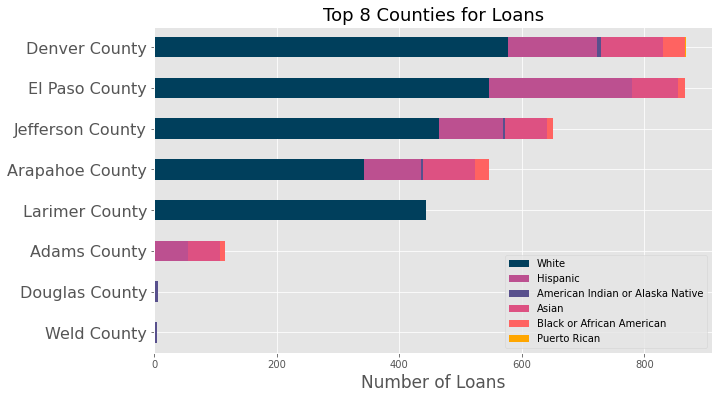 Top 8 Counties for Loans
Denver County
El Paso County
Jefferson County
Arapahoe County
Larimer County
Adams County
Douglas County
Weld County
White
Hispanic
American Indian or Alaska Native
Asian
Black or African American
Puerto Rican
0 200 400 600 800
Number of Loans